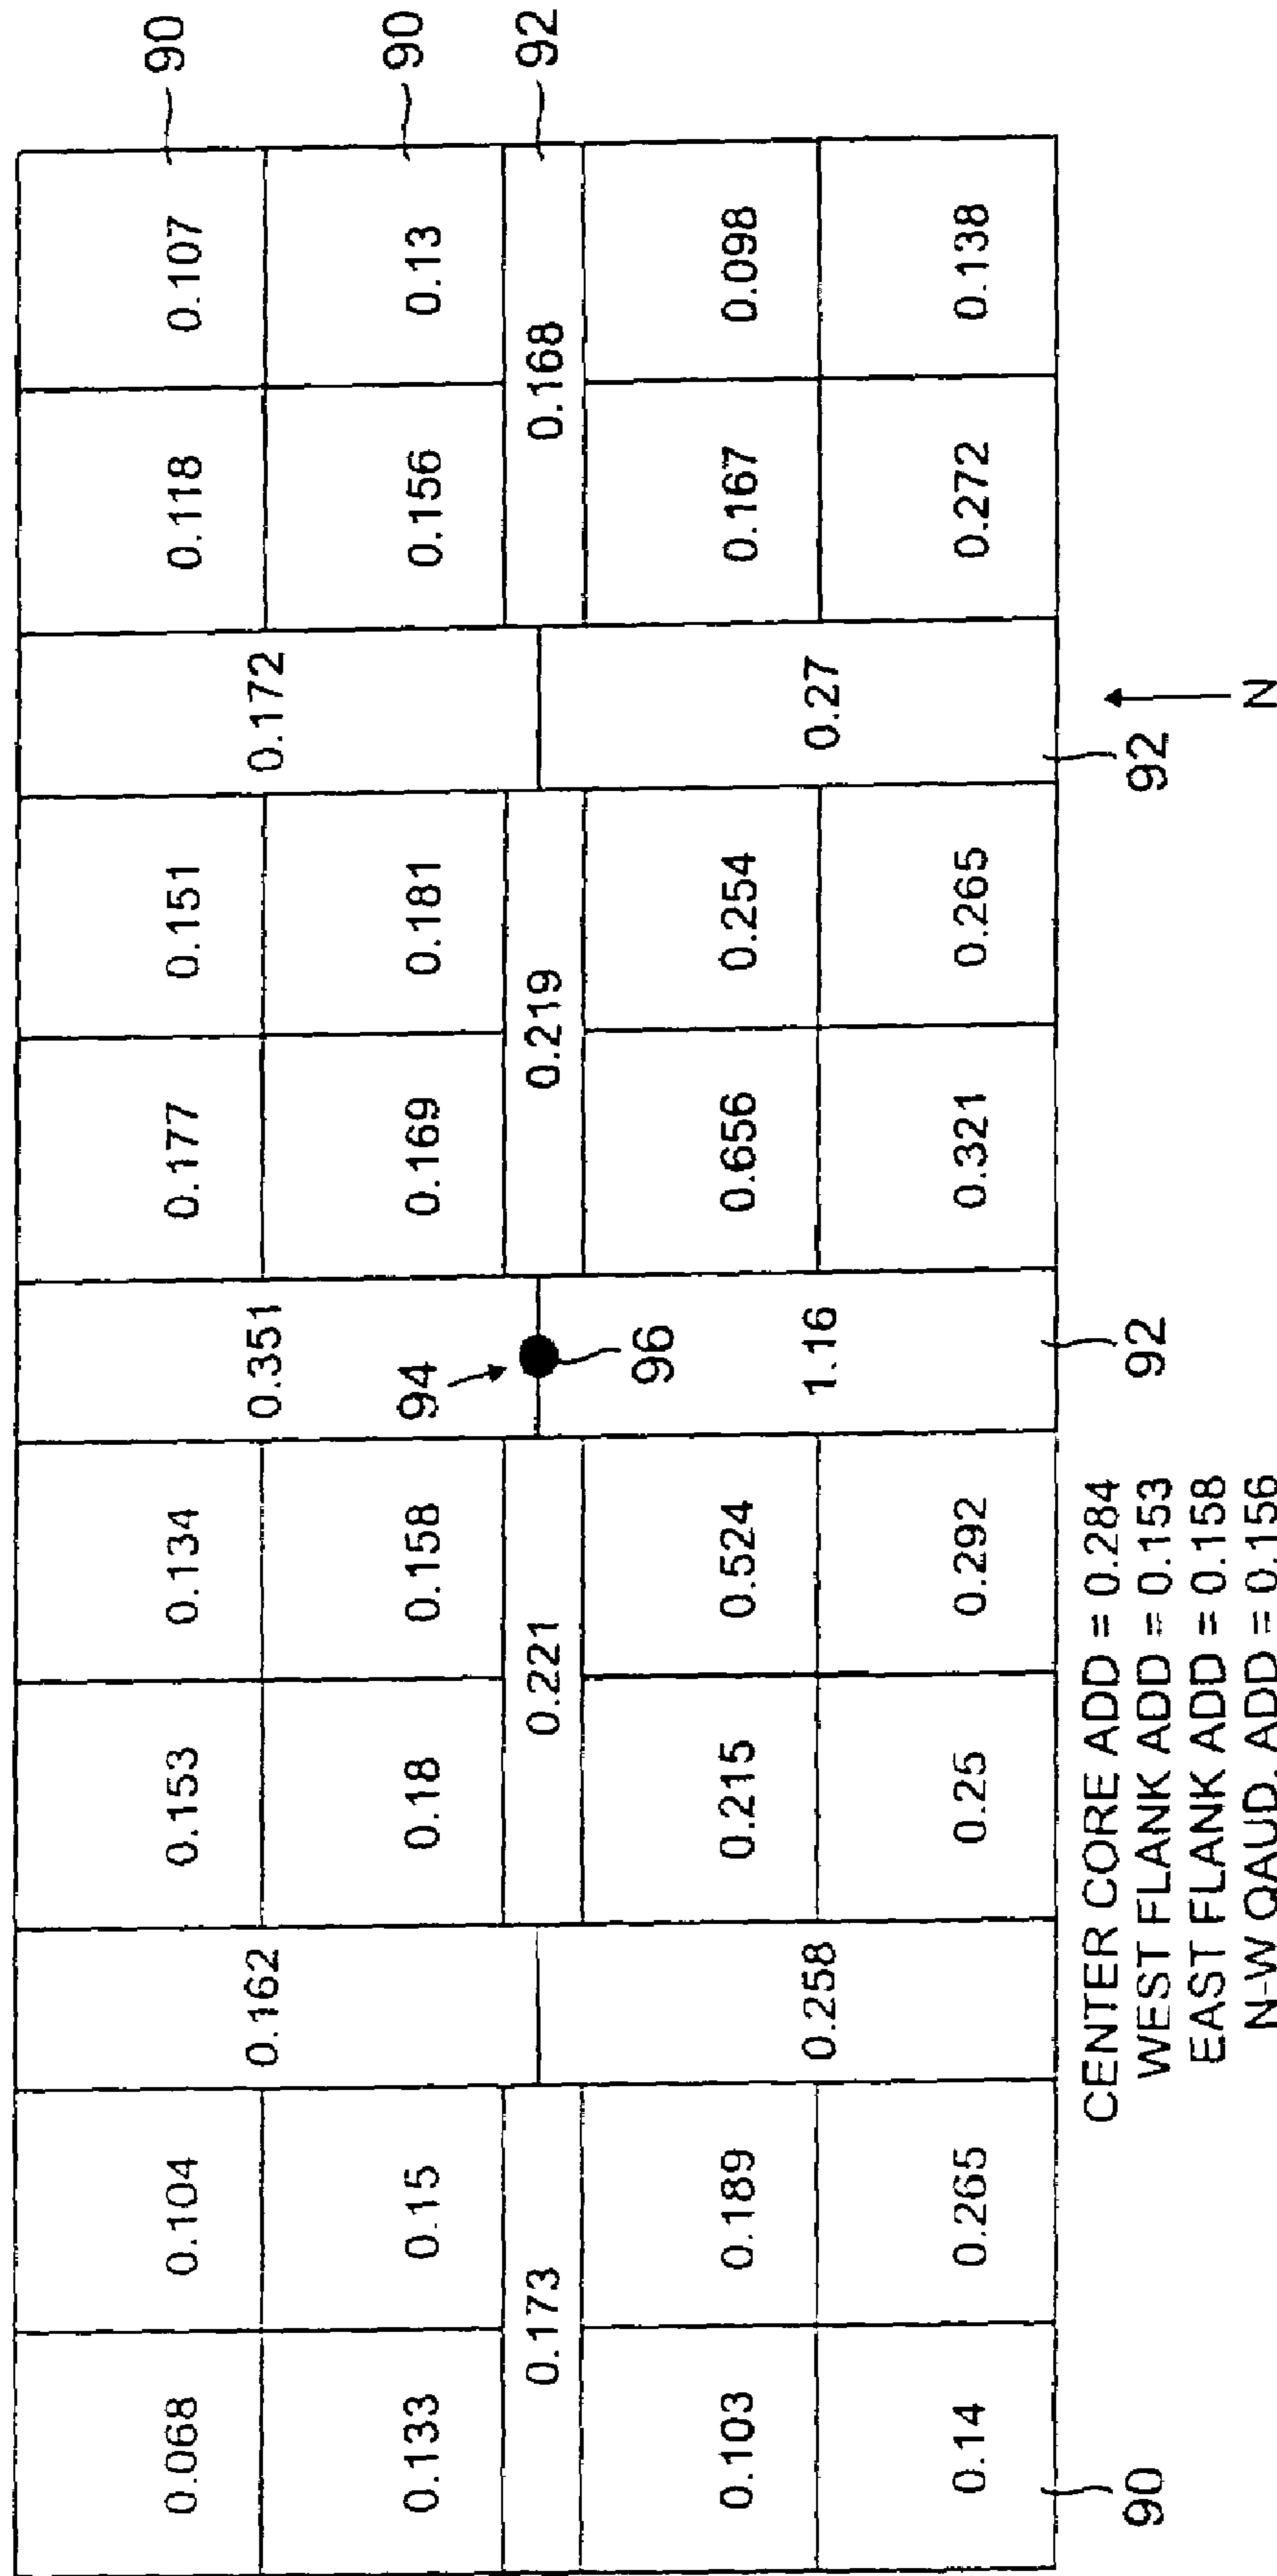 0.068 0.104 0.153 0.134 0.177 0.151 0.118 0.107 90
0.162 0.351 0.172
0.133 0.15 0.18 0.158 94 0.169 0.181 0.156 0.13 90
0.173 0.221 0.219 0.168 92
96
0.103 0.189 0.215 0.524 0.656 0.254 0.167 0.098
0.258 1.16 0.27
0.14 0.265 0.25 0.292 0.321 0.265 0.272 0.138
90 92 92
CENTER CORE ADD = 0.284
WEST FLANK ADD = 0.153
EAST FLANK ADD = 0.158
N-W QAUD. ADD = 0.156
N